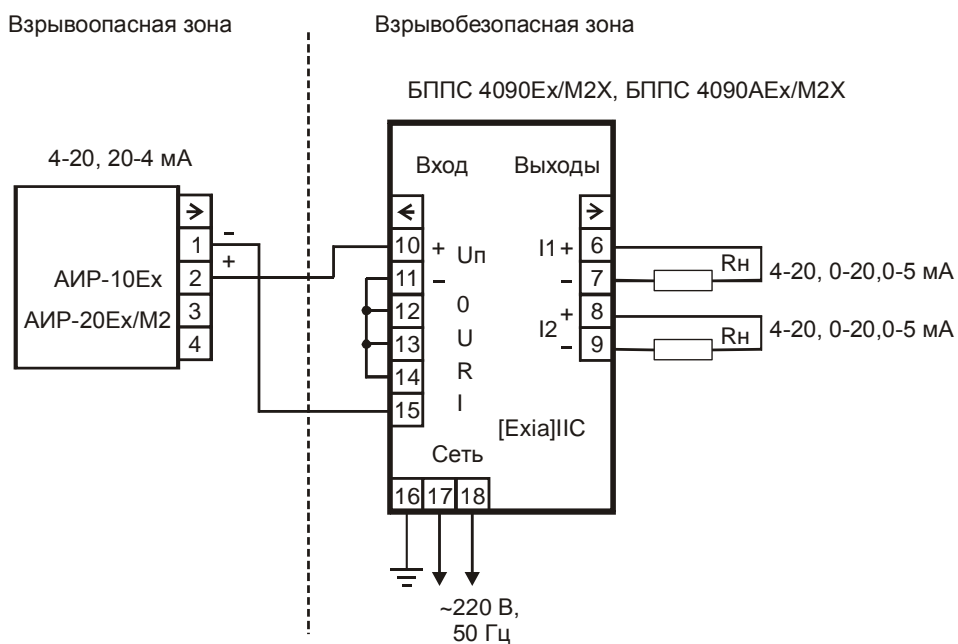 Взрывоопасная зона
Взрывобезопасная зона
БППС 4090Ex/M2X, БППС 4090АEx/M2X
4-20, 20-4 мА
Вход
Выходы
АИР-10Ex
АИР-20Ex/M2
1
2
3
4
-
+
10
11
12
13
14
15
+
-
Uп
0
U
R
I
I1
+
-
I2
+
-
6
7
8
9
Rн
4-20, 0-20,0-5 мА
Rн
4-20, 0-20,0-5 мА
[Exia]IIC
Сеть
16 17 18
~220 В,
50 Гц